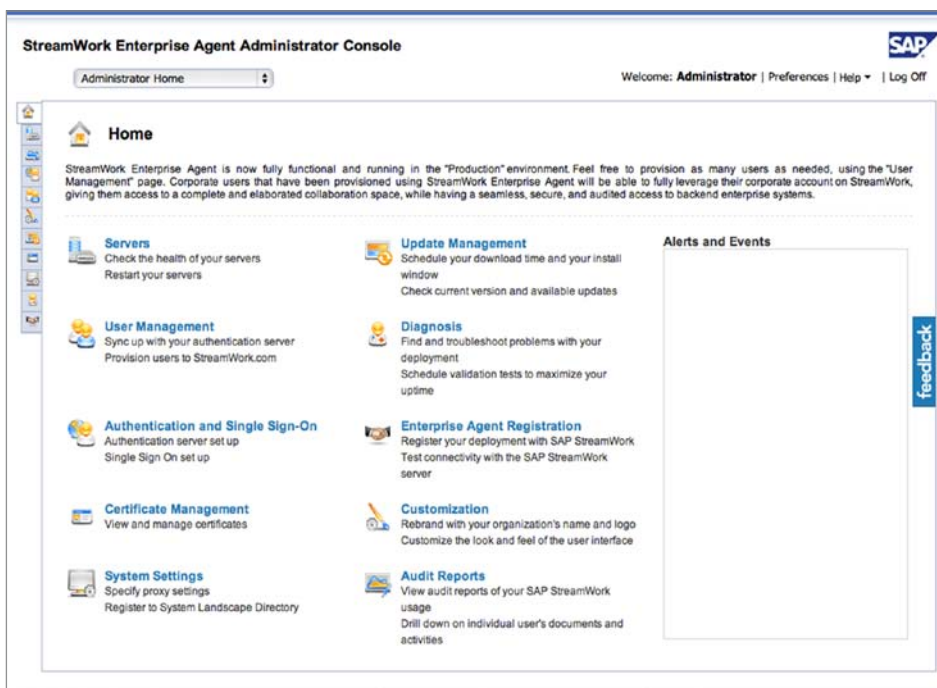 StreamWork Enterprise Agent Administrator Console
SAP
Administrator Home
Welcome: Administrator | Preferences | Help | Log Off
Home
StreamWork Enterprise Agent is now fully functional and running in the "Production" environment. Feel free to provision as many users as needed, using the "User
Management" page. Corporate users that have been provisioned using StreamWork Enterprise Agent will be able to fully leverage their corporate account on StreamWork,
giving them access to a complete and elaborated collaboration space, while having a seamless, secure, and audited access to backend enterprise systems.
Servers
Check the health of your servers
Restart your servers
User Management
Sync up with your authentication server
Provision users to StreamWork.com
Authentication and Single Sign-On
Authentication server set up
Single Sign On set up
Certificate Management
View and manage certificates
System Settings
Specify proxy settings
Register to System Landscape Directory
Update Management
Schedule your download time and your install
window
Check current version and available updates
Diagnosis
Find and troubleshoot problems with your
deployment
Schedule validation tests to maximize your
uptime
Enterprise Agent Registration
Register your deployment with SAP StreamWork
Test connectivity with the SAP StreamWork
server
Customization
Rebrand with your organization's name and logo
Customize the look and feel of the user interface
Audit Reports
View audit reports of your SAP StreamWork
usage
Drill down on individual user's documents and
activities
Alerts and Events
feedback